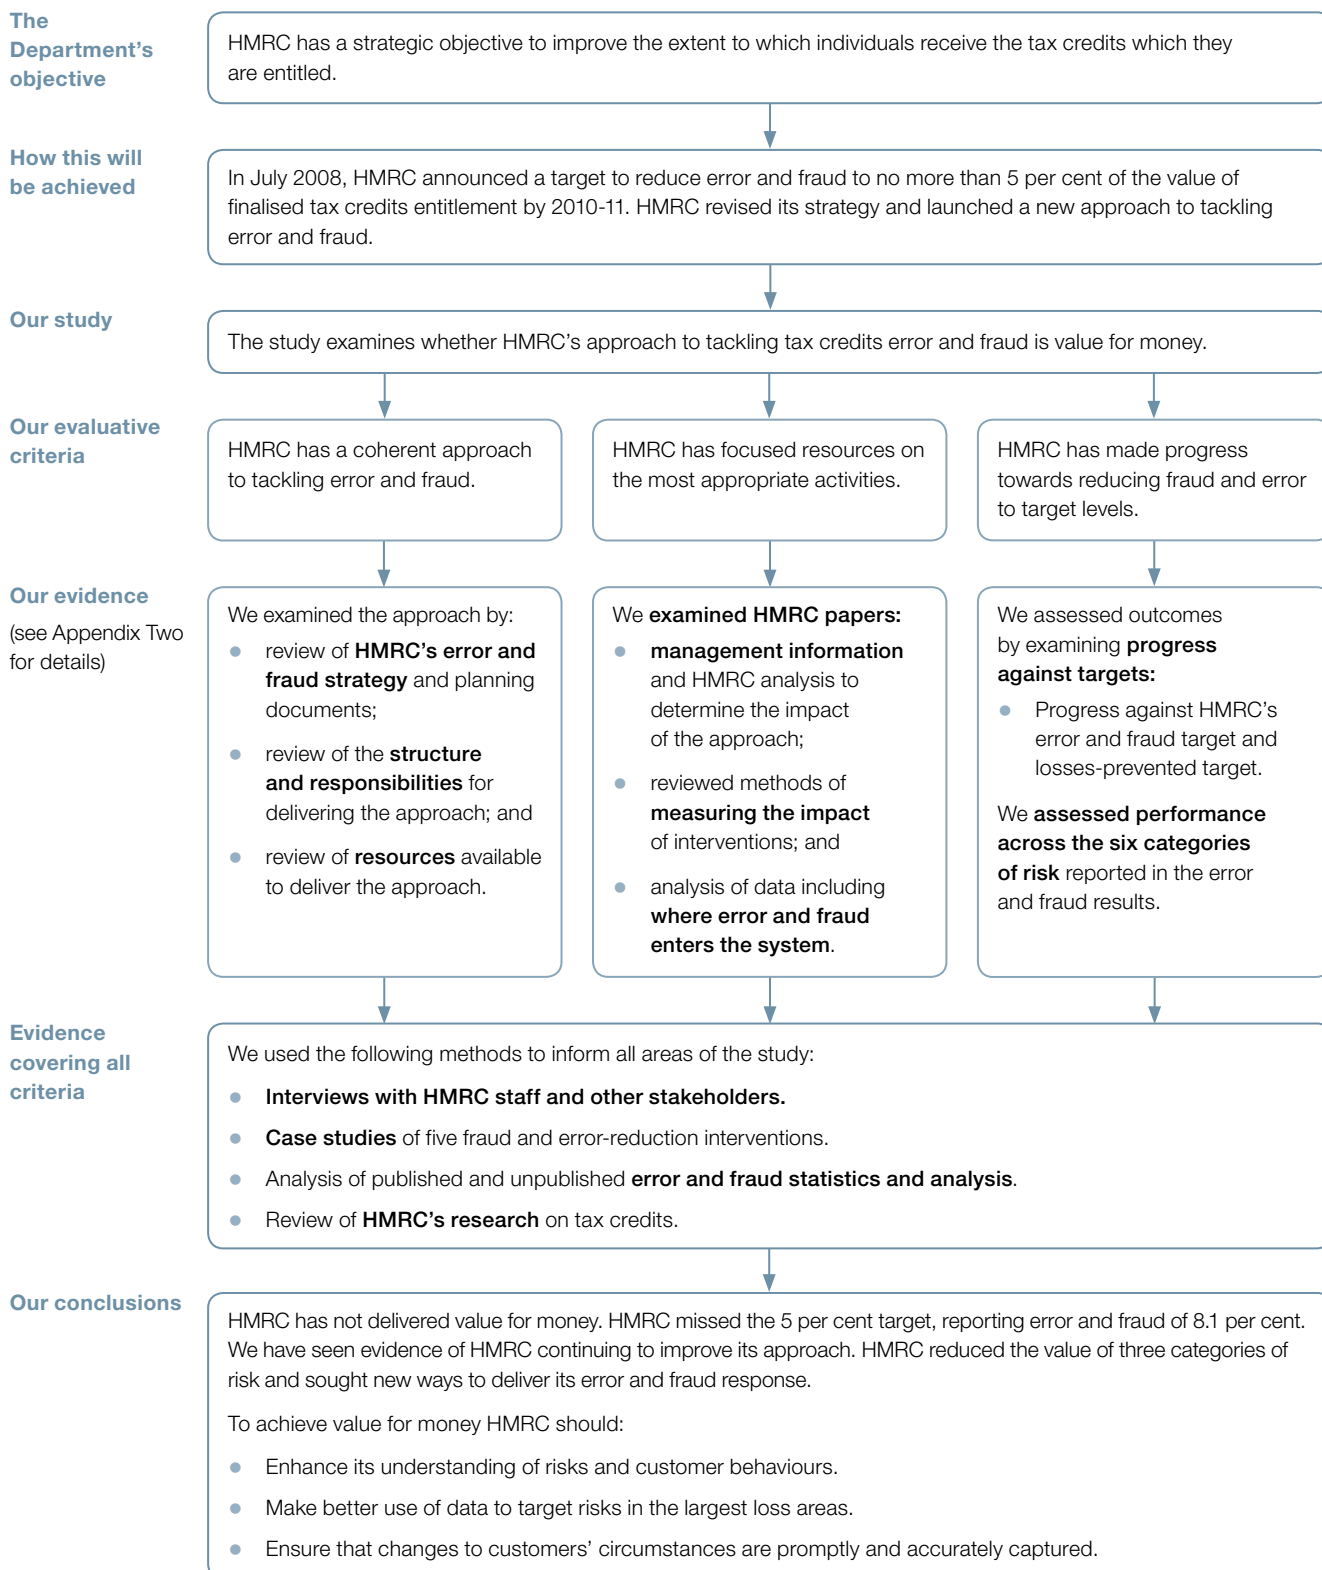 The
Department's
objective
HMRC has a strategic objective to improve the extent to which individuals receive the tax credits which they
are entitled.
How this will
be achieved
In July 2008, HMRC announced a target to reduce error and fraud to no more than 5 per cent of the value of
finalised tax credits entitlement by 2010-11. HMRC revised its strategy and launched a new approach to tackling
error and fraud.
Our study
The study examines whether HMRC's approach to tackling tax credits error and fraud is value for money.
Our evaluative
criteria
HMRC has a coherent approach
to tackling error and fraud.
HMRC has focused resources on
the most appropriate activities.
HMRC has made progress
towards reducing fraud and error
to target levels.
Our evidence
(see Appendix Two
for details)
We examined the approach by:
• review of HMRC's error and
fraud strategy and planning
documents;
• review of the structure
and responsibilities for
delivering the approach; and
• review of resources available
to deliver the approach.
We examined HMRC papers:
• management information
and HMRC analysis to
determine the impact
of the approach;
• reviewed methods of
measuring the impact
of interventions; and
• analysis of data including
where error and fraud
enters the system.
We assessed outcomes
by examining progress
against targets:
• Progress against HMRC's
error and fraud target and
losses-prevented target.
We assessed performance
across the six categories
of risk reported in the error
and fraud results.
Evidence
covering all
criteria
We used the following methods to inform all areas of the study:
• Interviews with HMRC staff and other stakeholders.
• Case studies of five fraud and error-reduction interventions.
• Analysis of published and unpublished error and fraud statistics and analysis.
• Review of HMRC's research on tax credits.
Our conclusions
HMRC has not delivered value for money. HMRC missed the 5 per cent target, reporting error and fraud of 8.1 per cent.
We have seen evidence of HMRC continuing to improve its approach. HMRC reduced the value of three categories of
risk and sought new ways to deliver its error and fraud response.
To achieve value for money HMRC should:
• Enhance its understanding of risks and customer behaviours.
• Make better use of data to target risks in the largest loss areas.
• Ensure that changes to customers' circumstances are promptly and accurately captured.